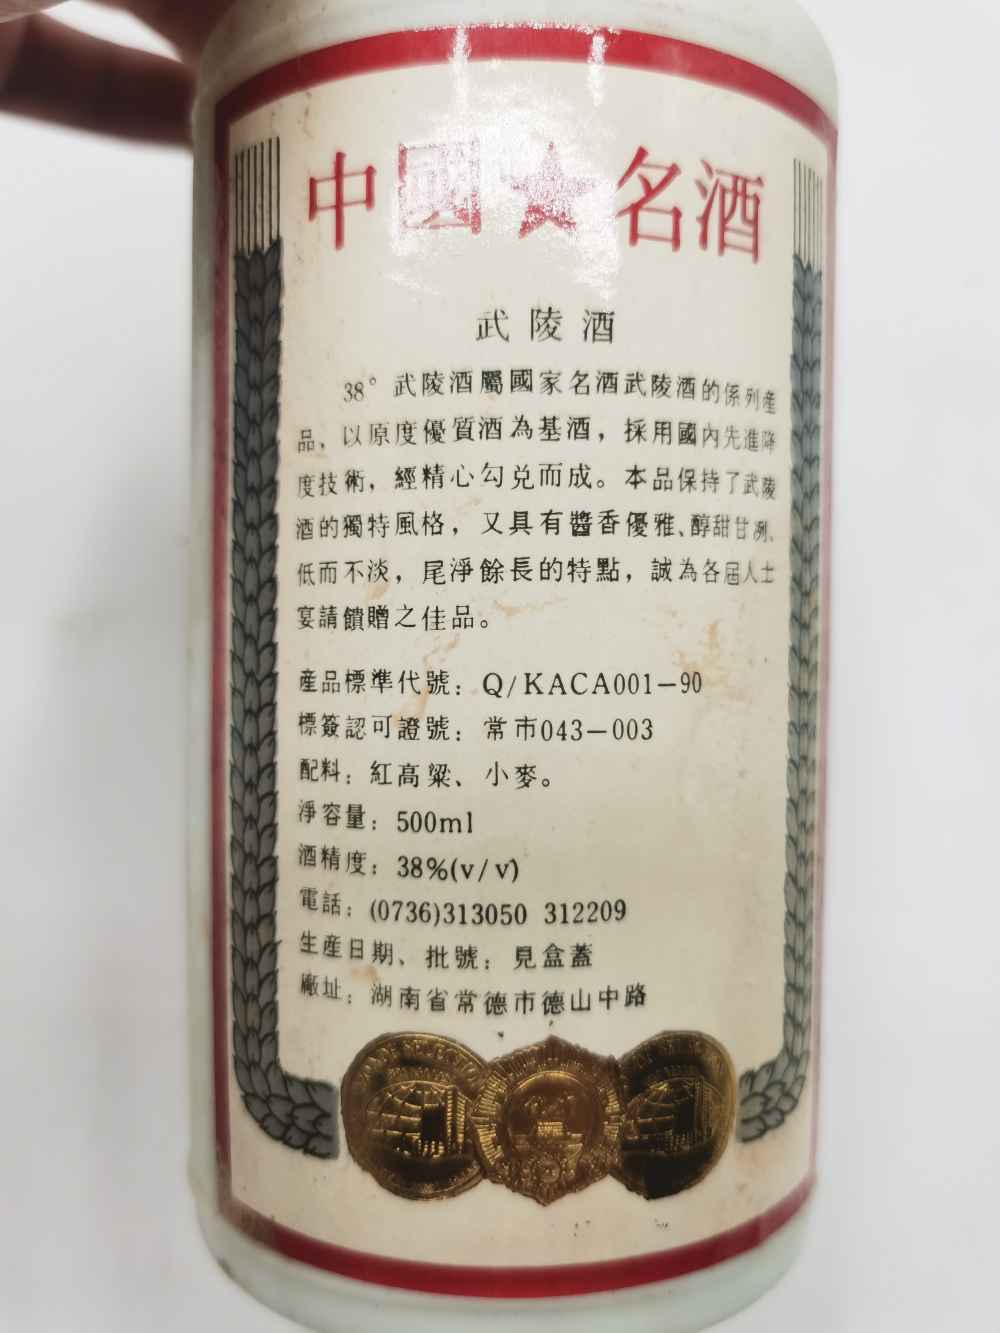 中國★名酒
武陵酒
38°武陵酒屬國家名酒武陵酒的係列産
品、以原度優質酒為基酒，採用國内先進降
度技術，經精心勾兑而成。本品保持了武陵
酒的獨特風格，又具有醬香優雅、醇甜甘洌、
低而不淡，尾淨餘長的特點，誠為各屆人士
宴請饋贈之佳品。
産品標準代號：Q/KACA001—90
標簽認可證號：常市043—003
配料：紅高粱、小麥。
淨容量：500ml
酒精度：38%(v/v)
電話：(0736)313050 312209
生産日期、批號：見盒蓋
廠址：湖南省常德市德山中路
MONDE SELECTION